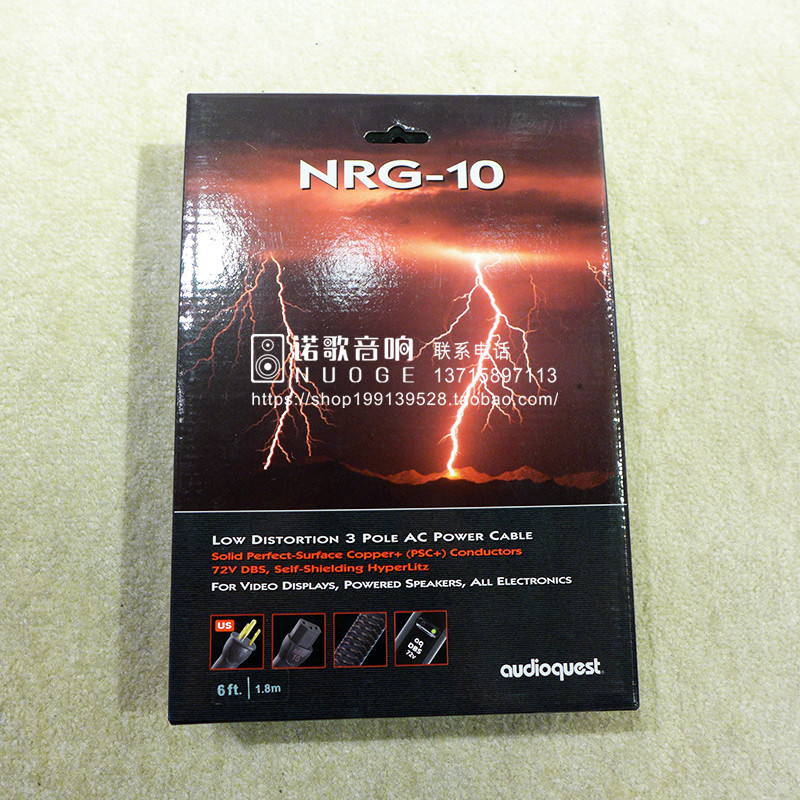 NRG-10
诺歌音响 联系电话
NUOGE 13715897113
https://shop199139528.taobao.com/
LOW DISTORTION 3 POLE AC POWER CABLE
Solid Perfect-Surface Copper+ (PSC+) Conductors
72V DBS, Self-Shielding HyperLitz
FOR VIDEO DISPLAYS, POWERED SPEAKERS, ALL ELECTRONICS
US
DBS
72V
audioquest
6 ft. 1.8m